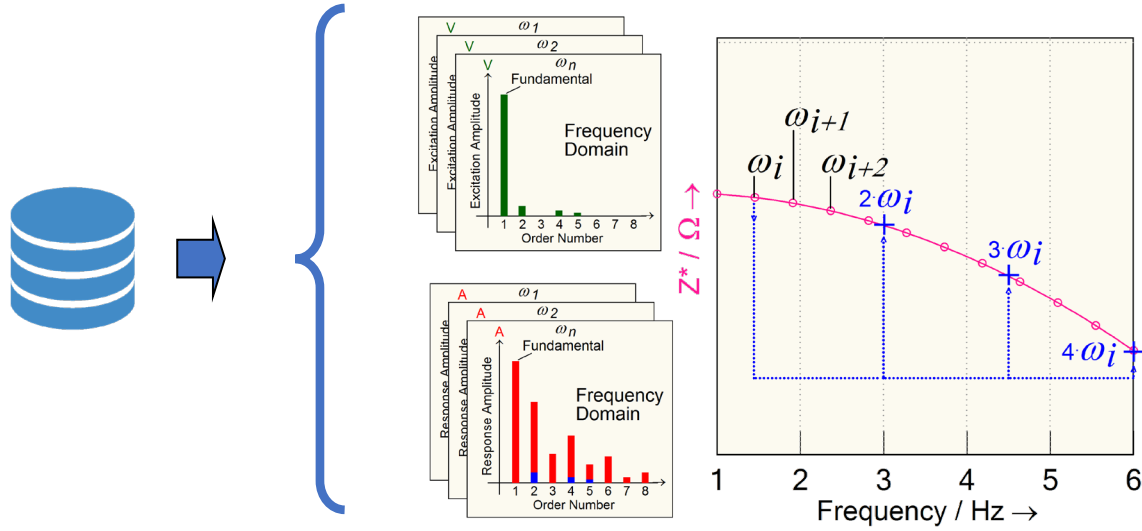 V
ω1
V
ω2
V
ωn
Fundamental
Frequency
Domain
Excitation Amplitude
Excitation Amplitude
Excitation Amplitude
1 2 3 4 5 6 7 8
Order Number
A
ω1
A
ω2
A
ωn
Fundamental
Frequency
Domain
Response Amplitude
Response Amplitude
Response Amplitude
1 2 3 4 5 6 7 8
Order Number
ωi
ωi+1
ωi+2
2·ωi
3·ωi
4·ωi
Z* / Ω →
1 2 3 4 5 6
Frequency / Hz →